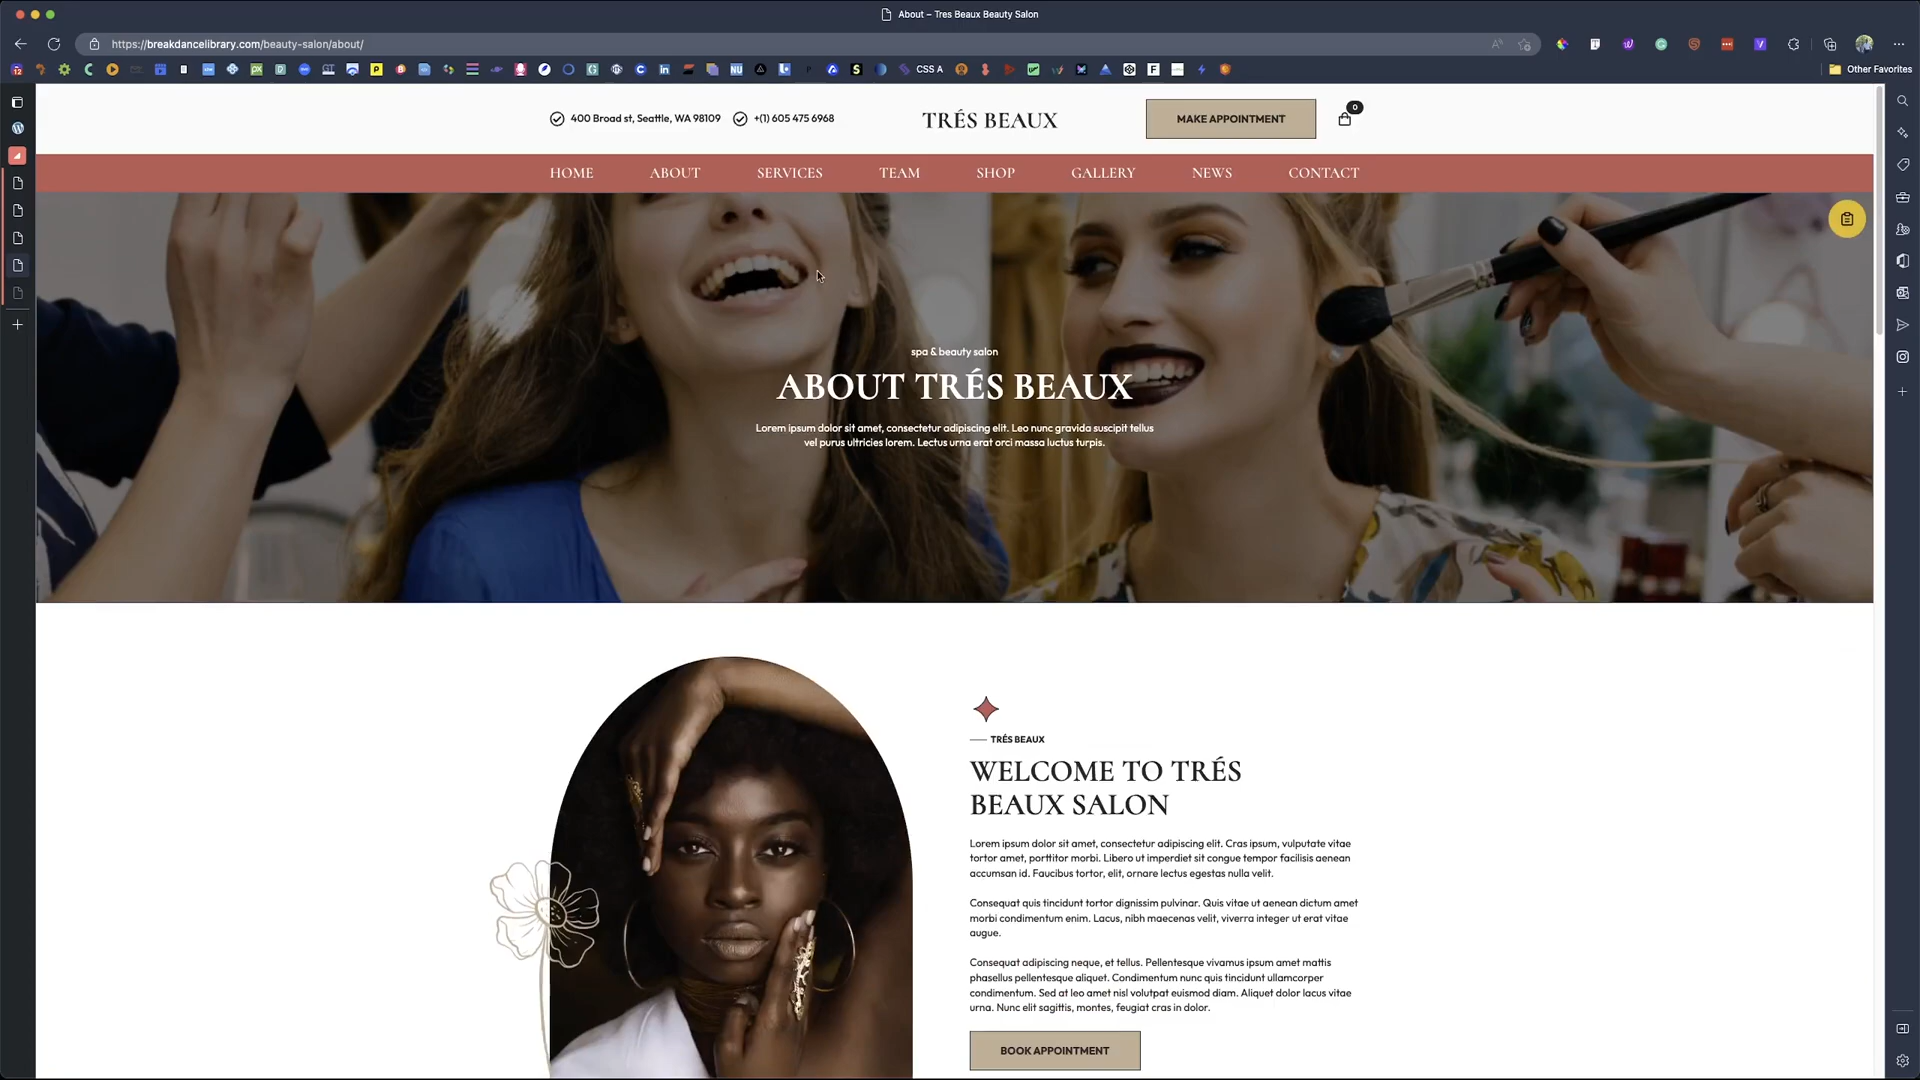 About – Tres Beaux Beauty Salon
https://breakdancelibrary.com/beauty-salon/about/
CSS A
Other Favorites
400 Broad st, Seattle, WA 98109
+(1) 605 475 6968
TRÉS BEAUX
MAKE APPOINTMENT
0
HOME
ABOUT
SERVICES
TEAM
SHOP
GALLERY
NEWS
CONTACT
spa & beauty salon
ABOUT TRÉS BEAUX
Lorem ipsum dolor sit amet, consectetur adipiscing elit. Leo nunc gravida suscipit tellus
vel purus ultricies lorem. Lectus urna erat orci massa luctus turpis.
TRÉS BEAUX
WELCOME TO TRÉS
BEAUX SALON
Lorem ipsum dolor sit amet, consectetur adipiscing elit. Cras ipsum, vulputate vitae
tortor amet, porttitor morbi. Libero ut imperdiet sit congue tempor facilisis aenean
accumsan id. Faucibus tortor, elit, ornare lectus egestas nulla velit.
Consequat quis tincidunt tortor dignissim pulvinar. Quis vitae ut aenean dictum amet
morbi condimentum enim. Lacus, nibh maecenas velit, viverra integer ut erat vitae
augue.
Consequat adipiscing neque, et tellus. Pellentesque vivamus ipsum amet mattis
phasellus pellentesque aliquet. Condimentum nunc quis tincidunt ullamcorper
condimentum. Sed at leo amet nisl volutpat euismod diam. Aliquet dolor lacus vitae
urna. Nunc elit sagittis, montes, feugiat cras in dolor.
BOOK APPOINTMENT